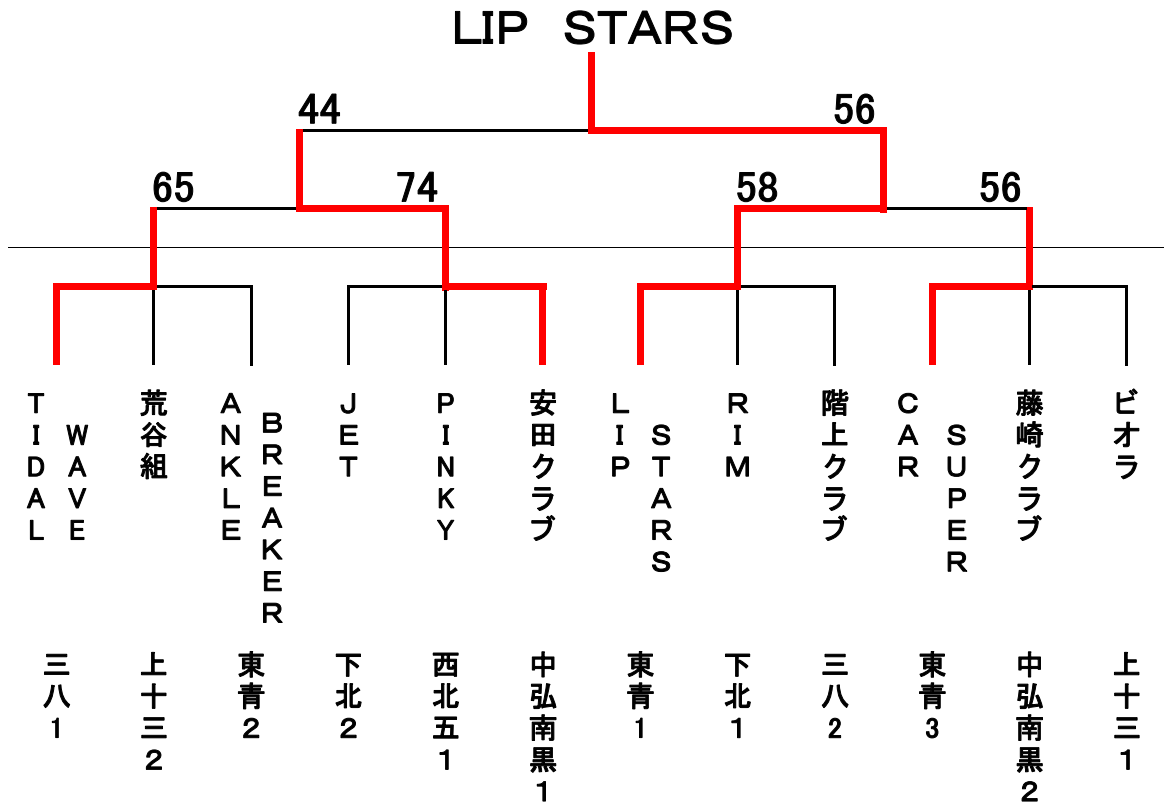 LIP STARS
44
56
65
74
58
56
TIDAL
WAVE
荒谷組
ANKLE
BREAKER
JET
PINKY
安田クラブ
LIP
STARS
RIM
階上クラブ
CAR
SUPER
藤崎クラブ
ビオラ
三八1
上十三2
東青2
下北2
西北五1
中弘南黒1
東青1
下北1
三八2
東青3
中弘南黒2
上十三1